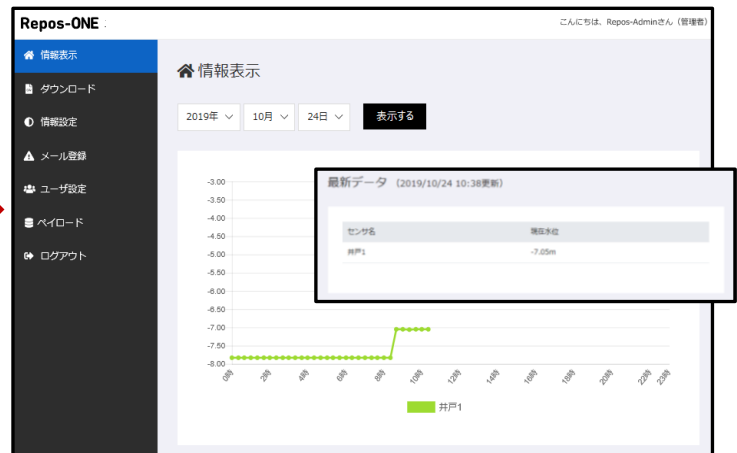 Repos-ONE
こんにちは、Repos-Adminさん（管理者）
情報表示
ダウンロード
情報設定
メール登録
ユーザ設定
ペイロード
ログアウト
情報表示
2019年
10月
24日
表示する
最新データ（2019/10/24 10:38更新）
センサ名
現在水位
井戸1
-7.05m
-3.00
-3.50
-4.00
-4.50
-5.00
-5.50
-6.00
-6.50
-7.00
-7.50
-8.00
0時
2時
4時
6時
8時
10時
12時
14時
16時
18時
20時
22時
23時
井戸1